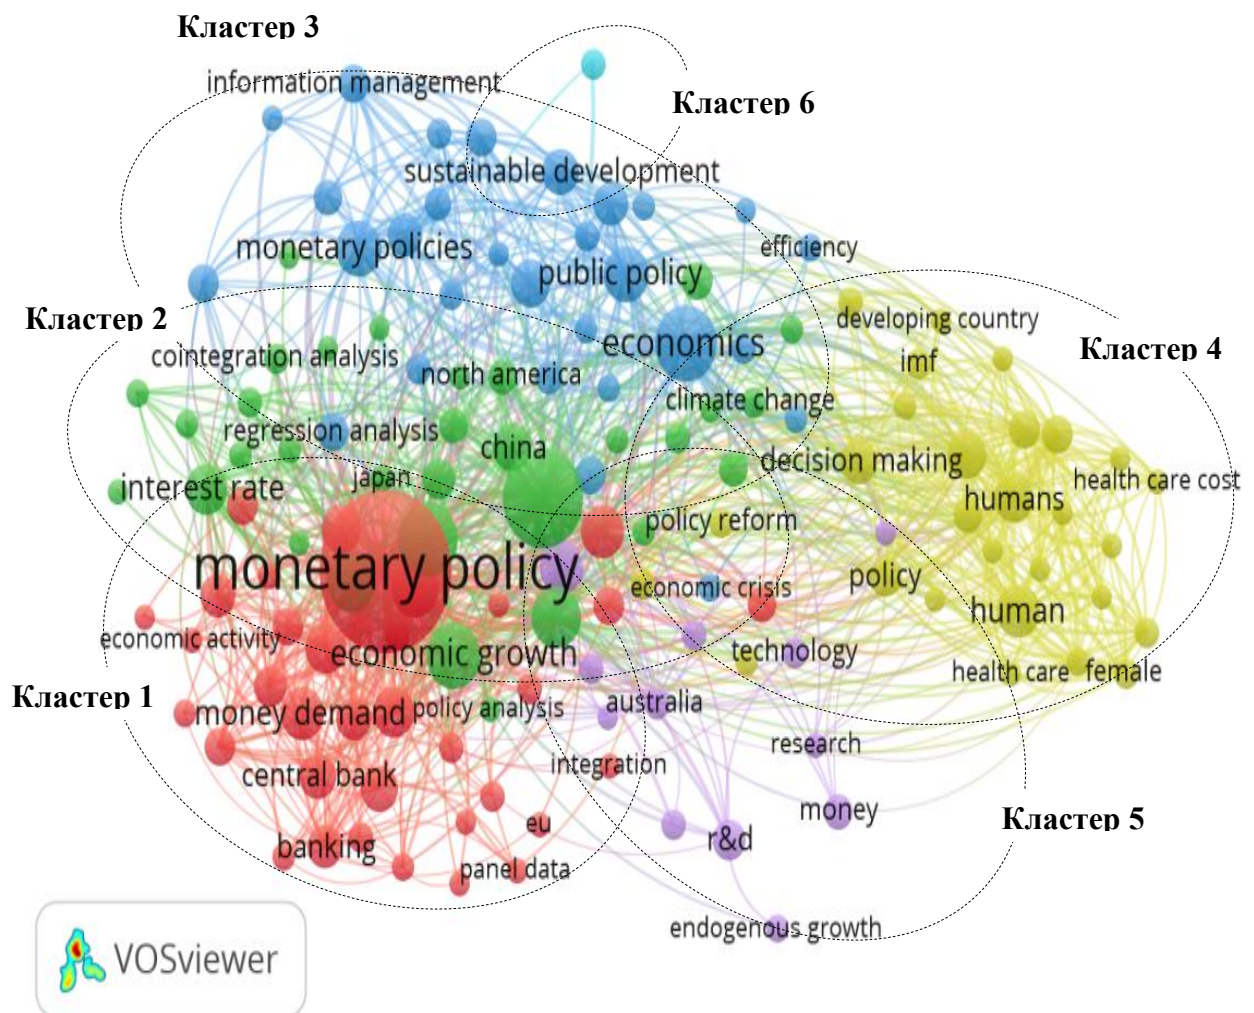 Кластер 3
information management
Кластер 6
sustainable development
monetary policies
efficiency
public policy
Кластер 2
developing country
economics
Кластер 4
cointegration analysis
imf
north america
climate change
regression analysis
china
decision making
japan
health care cost
interest rate
humans
policy reform
monetary policy
policy
economic crisis
human
economic activity
economic growth
technology
health care
female
Кластер 1
australia
money demand
policy analysis
research
integration
central bank
money
Кластер 5
eu
r&d
banking
panel data
endogenous growth
VOSviewer